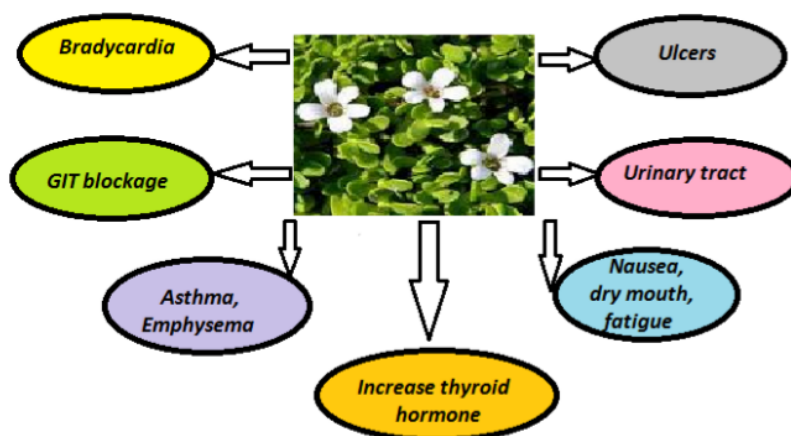 Bradycardia
Ulcers
GIT blockage
Urinary tract
Asthma,
Emphysema
Nausea,
dry mouth,
fatigue
Increase thyroid
hormone